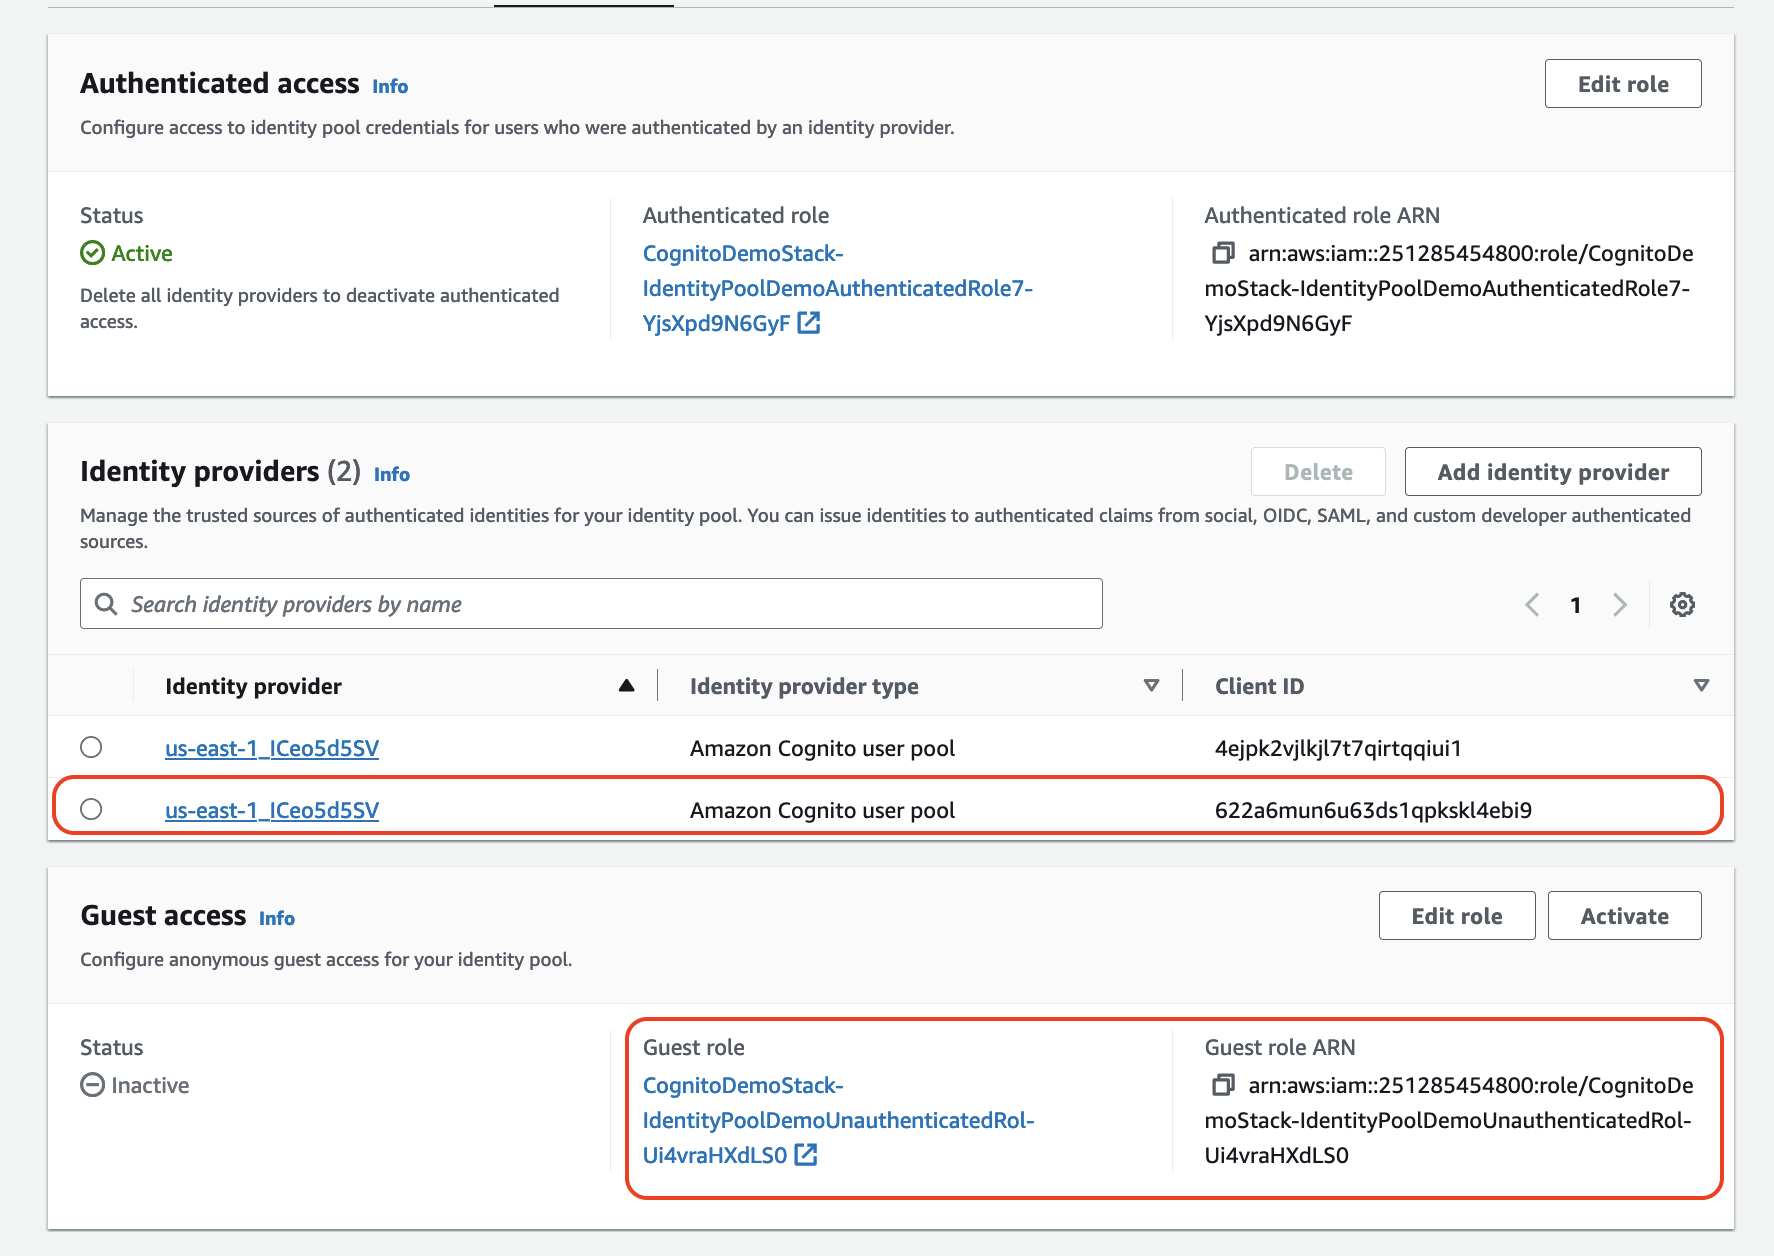 Authenticated access Info
Edit role
Configure access to identity pool credentials for users who were authenticated by an identity provider.
Status
Active
Delete all identity providers to deactivate authenticated
access.
Authenticated role
CognitoDemoStack-
IdentityPoolDemoAuthenticatedRole7-
YjsXpd9N6GyF
Authenticated role ARN
arn:aws:iam::251285454800:role/CognitoDe
moStack-IdentityPoolDemoAuthenticatedRole7-
YjsXpd9N6GyF
Identity providers (2) Info
Delete
Add identity provider
Manage the trusted sources of authenticated identities for your identity pool. You can issue identities to authenticated claims from social, OIDC, SAML, and custom developer authenticated
sources.
Search identity providers by name
1
Identity provider Identity provider type Client ID
us-east-1_ICeo5d5SV Amazon Cognito user pool 4ejpk2vjlkjl7t7qirtqqiui1
us-east-1_ICeo5d5SV Amazon Cognito user pool 622a6mun6u63ds1qpkskl4ebi9
Guest access Info
Edit role
Activate
Configure anonymous guest access for your identity pool.
Status
Inactive
Guest role
CognitoDemoStack-
IdentityPoolDemoUnauthenticatedRol-
Ui4vraHXdLS0
Guest role ARN
arn:aws:iam::251285454800:role/CognitoDe
moStack-IdentityPoolDemoUnauthenticatedRol-
Ui4vraHXdLS0